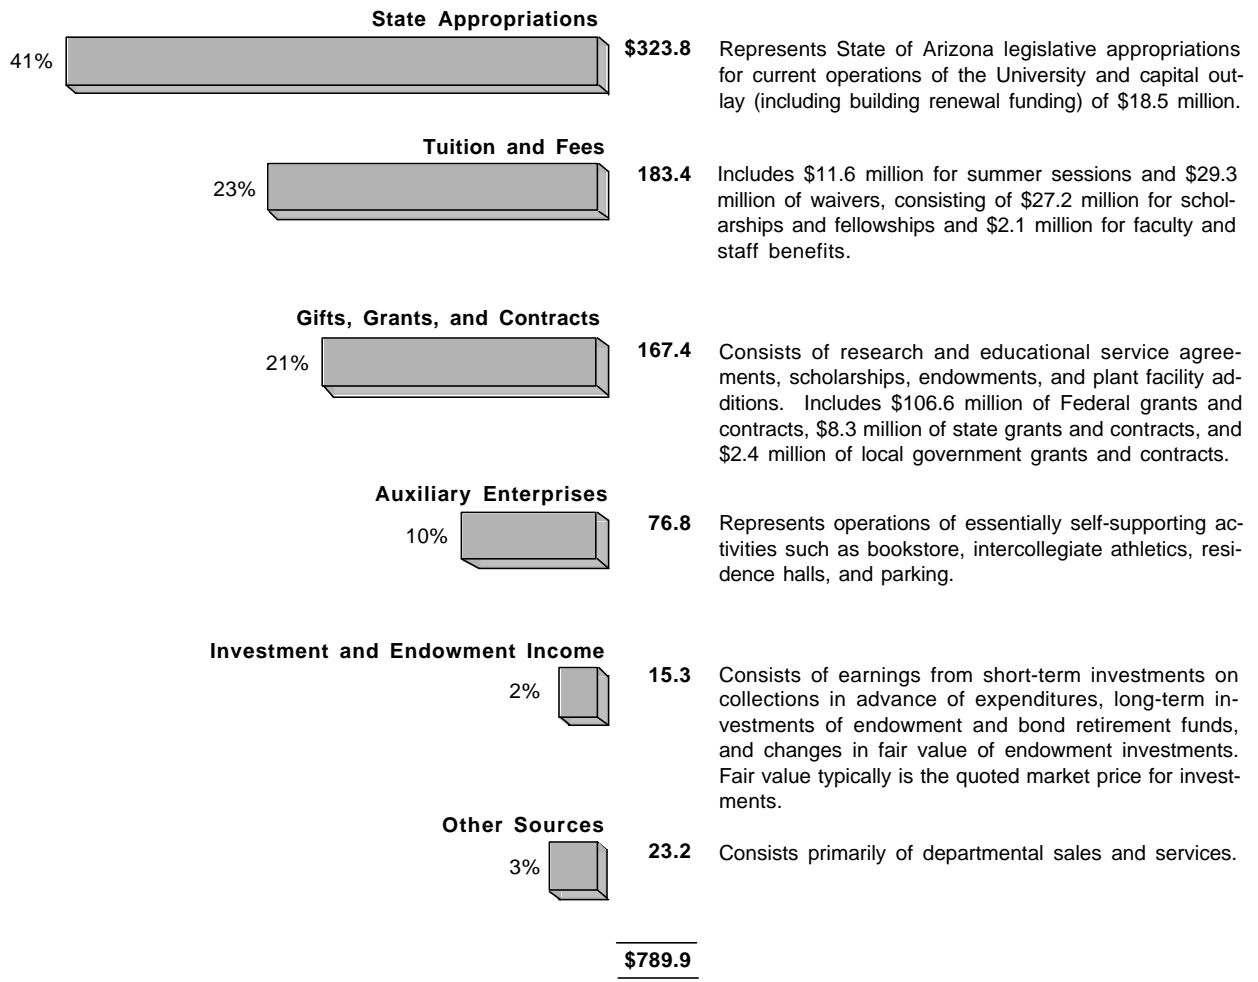 State Appropriations
41%
$323.8
Represents State of Arizona legislative appropriations
for current operations of the University and capital out-
lay (including building renewal funding) of $18.5 million.
Tuition and Fees
23%
183.4
Includes $11.6 million for summer sessions and $29.3
million of waivers, consisting of $27.2 million for schol-
arships and fellowships and $2.1 million for faculty and
staff benefits.
Gifts, Grants, and Contracts
21%
167.4
Consists of research and educational service agree-
ments, scholarships, endowments, and plant facility ad-
ditions. Includes $106.6 million of Federal grants and
contracts, $8.3 million of state grants and contracts, and
$2.4 million of local government grants and contracts.
Auxiliary Enterprises
10%
76.8
Represents operations of essentially self-supporting ac-
tivities such as bookstore, intercollegiate athletics, resi-
dence halls, and parking.
Investment and Endowment Income
2%
15.3
Consists of earnings from short-term investments on
collections in advance of expenditures, long-term in-
vestments of endowment and bond retirement funds,
and changes in fair value of endowment investments.
Fair value typically is the quoted market price for invest-
ments.
Other Sources
3%
23.2
Consists primarily of departmental sales and services.
$789.9